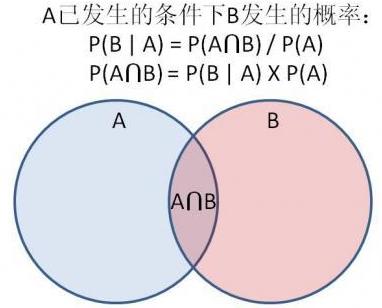 A已发生的条件下B发生的概率：
P(B | A) = P(A⋂B) / P(A)
P(A⋂B) = P(B | A) X P(A)
A
B
A⋂B